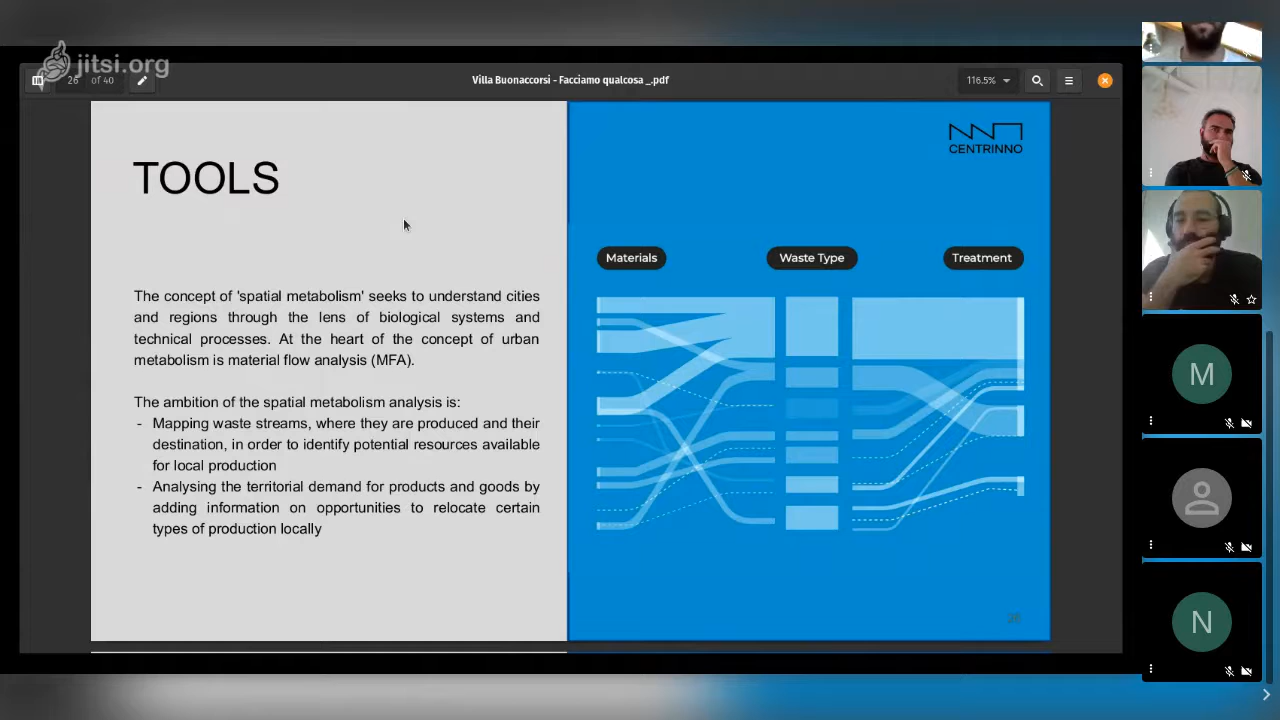 jitsi.org
26 of 40
Villa Buonaccorsi - Facciamo qualcosa _.pdf
116.5%
TOOLS
The concept of 'spatial metabolism' seeks to understand cities
and regions through the lens of biological systems and
technical processes. At the heart of the concept of urban
metabolism is material flow analysis (MFA).
The ambition of the spatial metabolism analysis is:
- Mapping waste streams, where they are produced and their
destination, in order to identify potential resources available
for local production
- Analysing the territorial demand for products and goods by
adding information on opportunities to relocate certain
types of production locally
CENTRINNO
Materials
Waste Type
Treatment
M
N